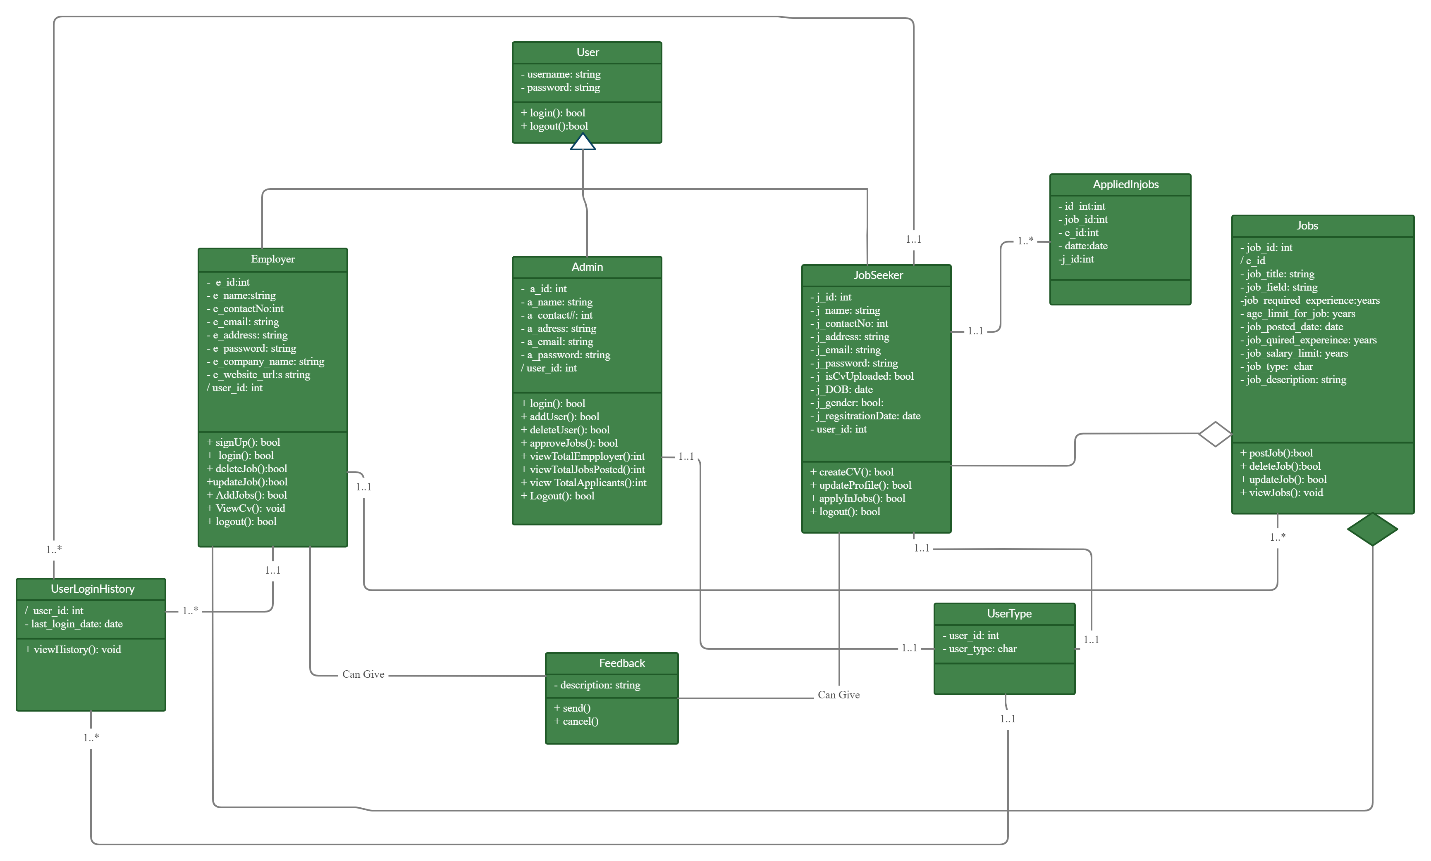 User
- username: string
- password: string
+ login(): bool
+ logout():bool
AppliedInjobs
- id_int:int
- job_id:int
- e_id:int
- datte:date
-j_id:int
Jobs
- job_id: int
/ e_id
- job_title: string
- job_field: string
-job_required_experience:years
- age_limit_for_job: years
- job_posted_date: date
- job_quired_expereince: years
- job_salary_limit: years
- job_type: char
- job_description: string
+ postJob():bool
+ deleteJob():bool
+ updateJob(): bool
+ viewJobs(): void
Employer
- e_id:int
- e_name:string
- e_contactNo:int
- e_email: string
- e_address: string
- e_password: string
- e_company_name: string
- e_website_url:s string
/ user_id: int
+ signUp(): bool
+ login(): bool
+ deleteJob():bool
+updateJob():bool
+ AddJobs(): bool
+ ViewCv(): void
+ logout(): bool
Admin
- a_id: int
- a_name: string
- a_contact#: int
- a_adress: string
- a_email: string
- a_password: string
/ user_id: int
+ login(): bool
+ addUser(): bool
+ deleteUser(): bool
+ approveJobs(): bool
+ viewTotalEmpployer():int
+ viewTotalJobsPosted():int
+ view TotalApplicants():int
+ Logout(): bool
JobSeeker
- j_id: int
- j_name: string
- j_contactNo: int
- j_address: string
- j_email: string
- j_password: string
- j_isCvUploaded: bool
- j_DOB: date
- j_gender: bool:
- j_regsitrationDate: date
- user_id: int
+ createCV(): bool
+ updateProfile(): bool
+ applyInJobs(): bool
+ logout(): bool
1..1
1..*
1..1
1..1
1..1
1..*
1..1
1..*
1..1
1..*
UserLoginHistory
/ user_id: int
- last_login_date: date
+ viewHistory(): void
UserType
- user_id: int
- user_type: char
1..1
1..1
Feedback
- description: string
+ send()
+ cancel()
Can Give
Can Give
1..1
1..*